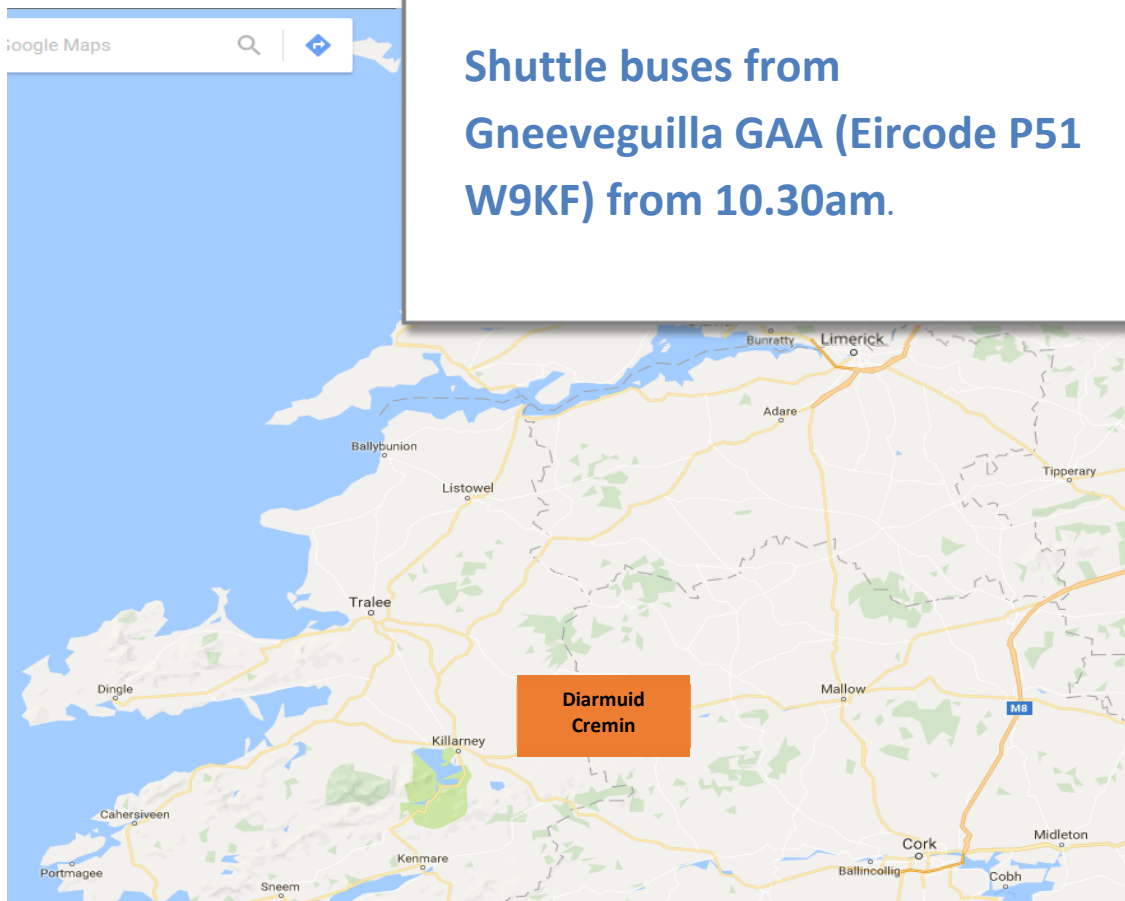 Google Maps
Shuttle buses from
Gneeveguilla GAA (Eircode P51
W9KF) from 10.30am.
Bunratty
Limerick
Adare
Ballybunion
Listowel
Tipperary
Tralee
Dingle
Diarmuid
Cremin
Mallow
M8
Killarney
Cahersiveen
Cork
Midleton
Kenmare
Portmagee
Ballincollig
Cobh
Sneem